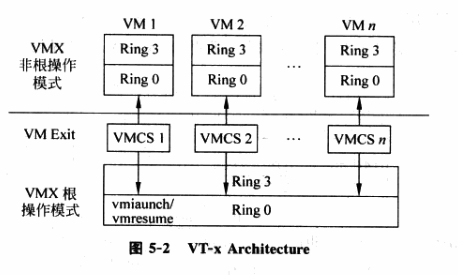 VMX
非根操作
模式
VM 1
Ring 3
Ring 0
VM 2
Ring 3
Ring 0
...
VM n
Ring 3
Ring 0
VM Exit
VMCS 1
VMCS 2
...
VMCS n
VMX 根
操作模式
Ring 3
vmiaunch/
vmresume
Ring 0
图 5-2 VT-x Architecture